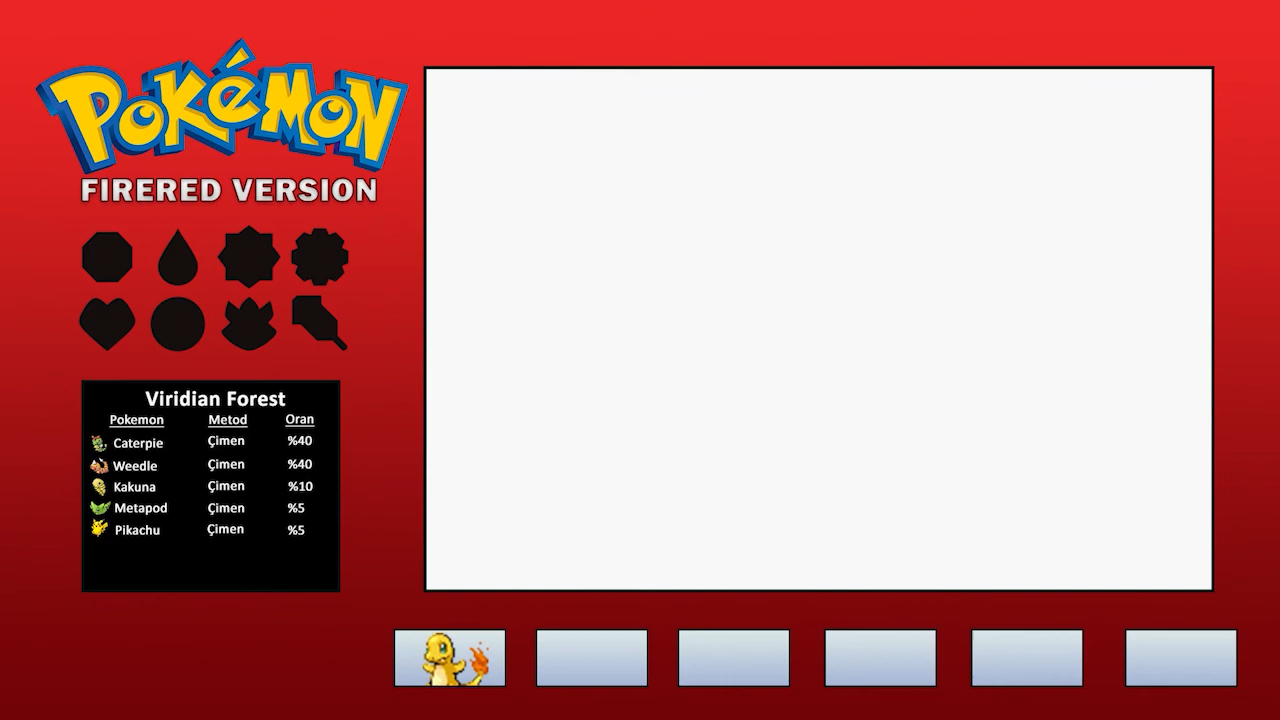 POKéMON
FIRERED VERSION
Viridian Forest
Pokemon Metod Oran
Caterpie Çimen %40
Weedle Çimen %40
Kakuna Çimen %10
Metapod Çimen %5
Pikachu Çimen %5